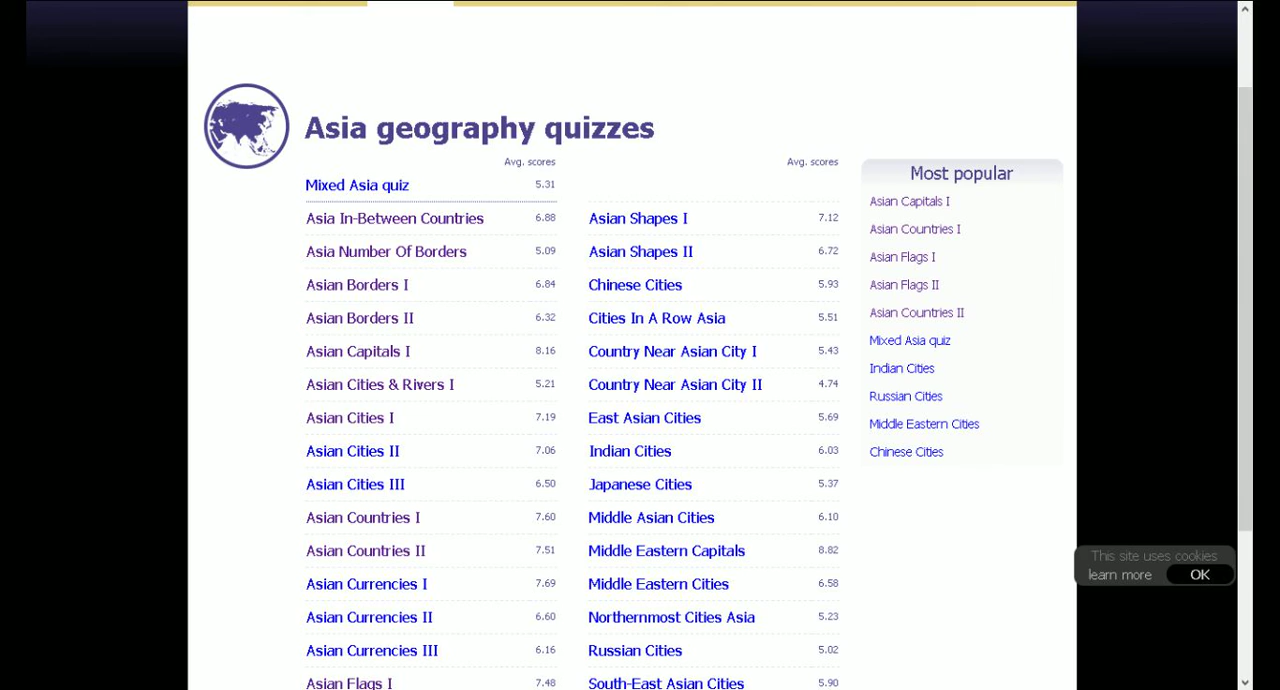 Asia geography quizzes
Avg. scores
Mixed Asia quiz 5.31
Asia In-Between Countries 6.88
Asia Number Of Borders 5.09
Asian Borders I 6.84
Asian Borders II 6.32
Asian Capitals I 8.16
Asian Cities & Rivers I 5.21
Asian Cities I 7.19
Asian Cities II 7.06
Asian Cities III 6.50
Asian Countries I 7.60
Asian Countries II 7.51
Asian Currencies I 7.69
Asian Currencies II 6.60
Asian Currencies III 6.16
Asian Flags I 7.48
Avg. scores
Asian Shapes I 7.12
Asian Shapes II 6.72
Chinese Cities 5.93
Cities In A Row Asia 5.51
Country Near Asian City I 5.43
Country Near Asian City II 4.74
East Asian Cities 5.69
Indian Cities 6.03
Japanese Cities 5.37
Middle Asian Cities 6.10
Middle Eastern Capitals 8.82
Middle Eastern Cities 6.58
Northernmost Cities Asia 5.23
Russian Cities 5.02
South-East Asian Cities 5.90
Most popular
Asian Capitals I
Asian Countries I
Asian Flags I
Asian Flags II
Asian Countries II
Mixed Asia quiz
Indian Cities
Russian Cities
Middle Eastern Cities
Chinese Cities
This site uses cookies
learn more OK